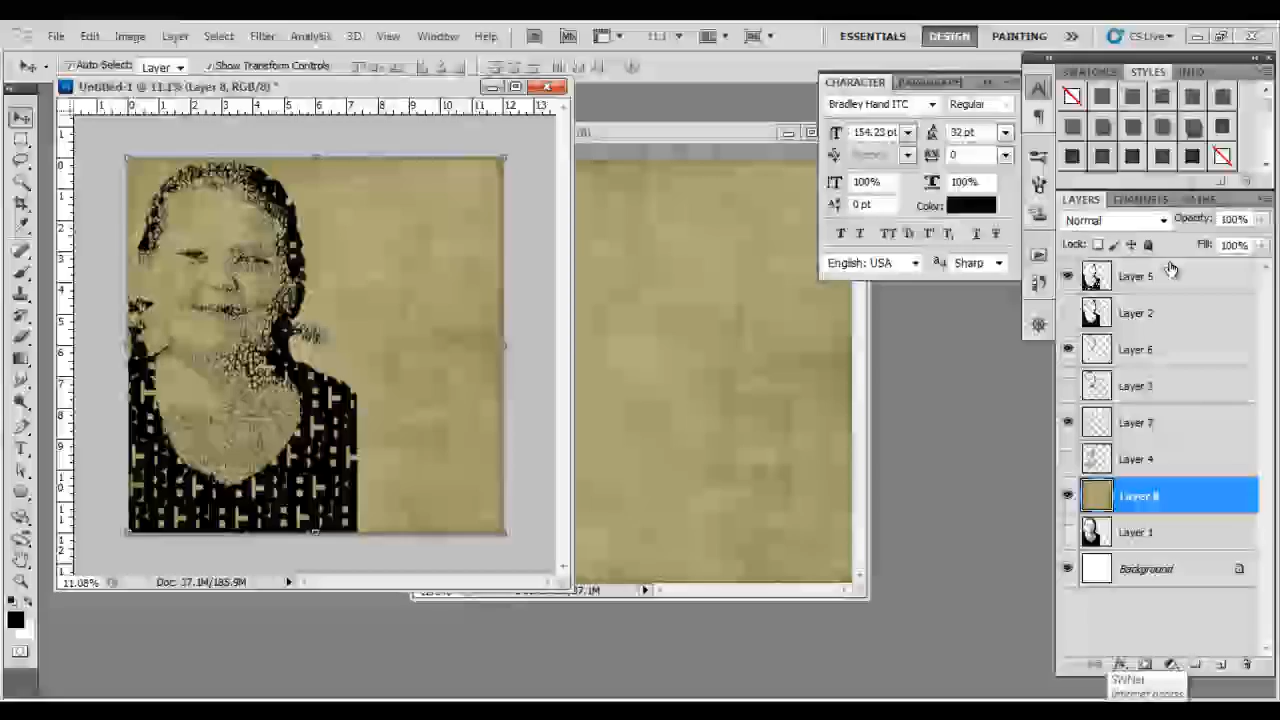 File Edit Image Layer Select Filter Analysis 3D View Window Help
ESSENTIALS DESIGN PAINTING CS Live
Auto Select: Layer Show Transform Controls
Untitled-1 @ 11.1% (Layer 8, RGB/8) *
CHARACTER
Bradley Hand ITC Regular
154.23 pt 32 pt
0
100% 100%
0 pt Color:
English: USA Sharp
SWATCHES STYLES INFO
LAYERS CHANNELS PATHS
Normal Opacity: 100%
Lock: Fill: 100%
Layer 5
Layer 2
Layer 6
Layer 3
Layer 7
Layer 4
Layer 8
Layer 1
Background
11.08% Doc: 37.1M/185.9M
SWNet
Internet access